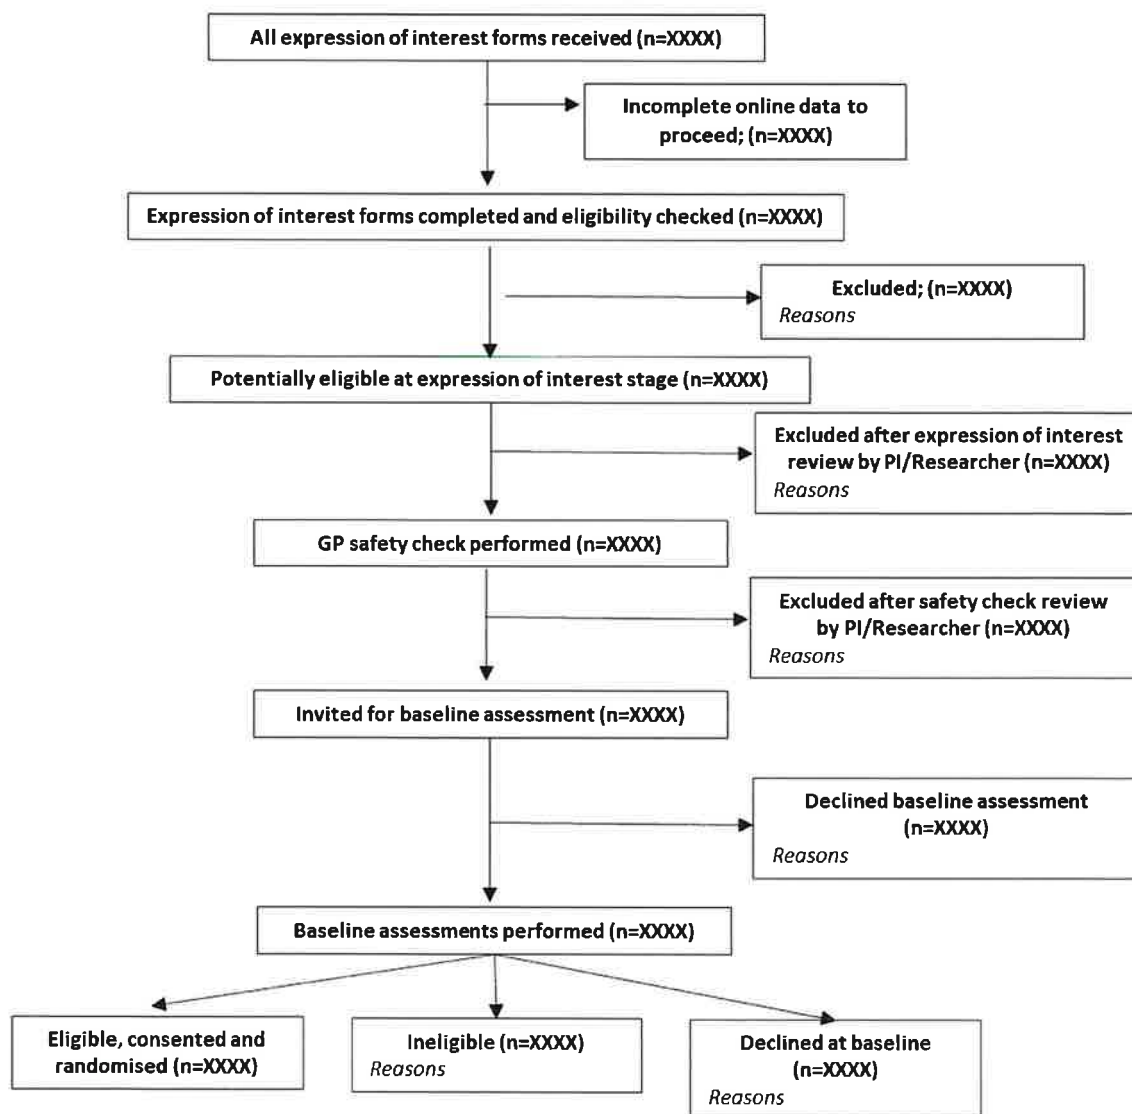 All expression of interest forms received (n=XXXX)
Incomplete online data to
proceed; (n=XXXX)
Expression of interest forms completed and eligibility checked (n=XXXX)
Excluded; (n=XXXX)
Reasons
Potentially eligible at expression of interest stage (n=XXXX)
Excluded after expression of interest
review by PI/Researcher (n=XXXX)
Reasons
GP safety check performed (n=XXXX)
Excluded after safety check review
by PI/Researcher (n=XXXX)
Reasons
Invited for baseline assessment (n=XXXX)
Declined baseline assessment
(n=XXXX)
Reasons
Baseline assessments performed (n=XXXX)
Eligible, consented and
randomised (n=XXXX)
Ineligible (n=XXXX)
Reasons
Declined at baseline
(n=XXXX)
Reasons